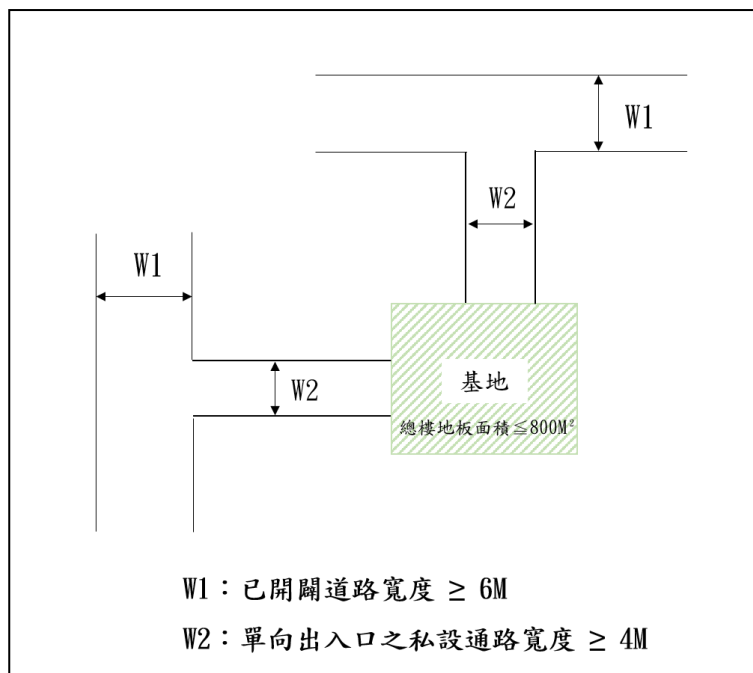 W1
W2
W1
W2
基地
總樓地板面積≦800M²
W1：已開闢道路寬度 ≥ 6M
W2：單向出入口之私設通路寬度 ≥ 4M